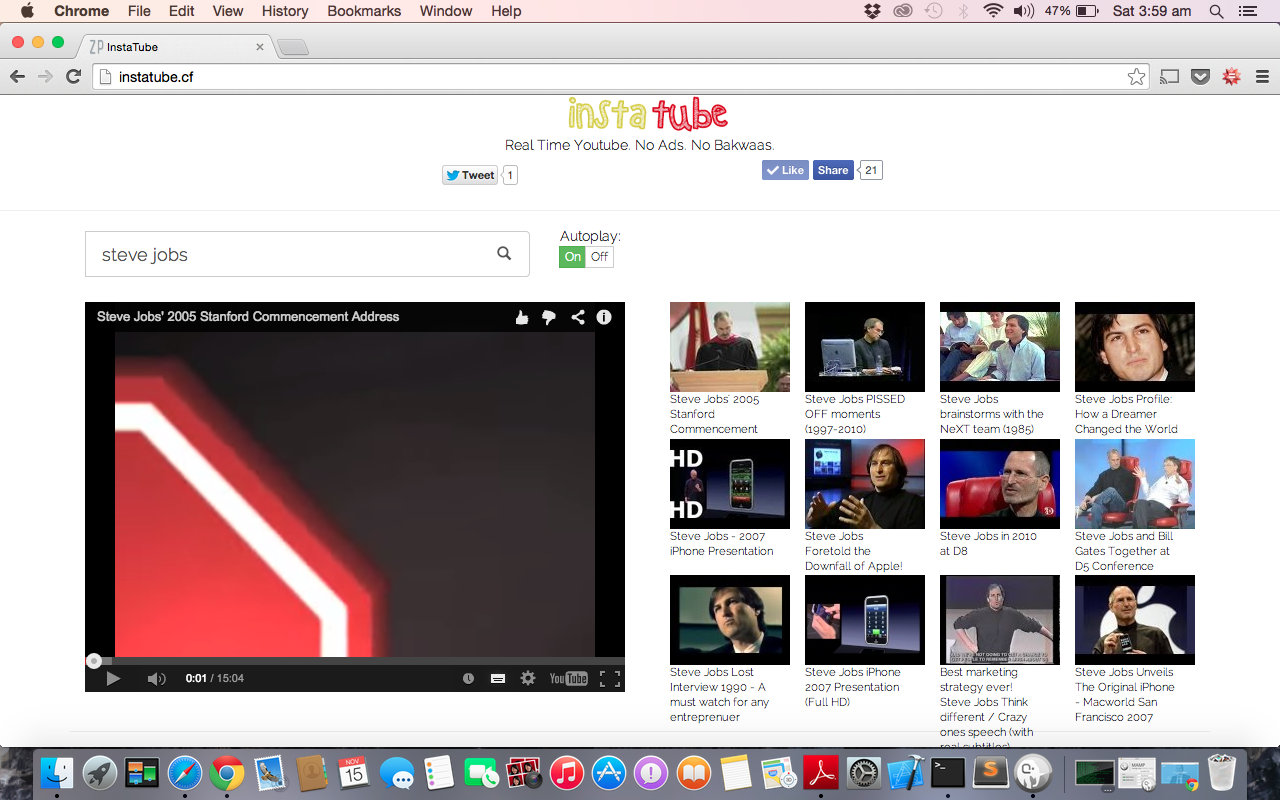 Chrome File Edit View History Bookmarks Window Help 47% Sat 3:59 am
ZP InstaTube
instatube.cf
insta tube
Real Time Youtube. No Ads. No Bakwaas.
Tweet 1 Like Share 21
steve jobs
Autoplay:
On Off
Steve Jobs' 2005 Stanford Commencement Address
0:01 / 15:04
YouTube
Steve Jobs' 2005
Stanford
Commencement
Steve Jobs PISSED
OFF moments
(1997-2010)
Steve Jobs
brainstorms with the
NeXT team (1985)
Steve Jobs Profile:
How a Dreamer
Changed the World
HD
HD
Steve Jobs - 2007
iPhone Presentation
Steve Jobs
Foretold the
Downfall of Apple!
Steve Jobs in 2010
at D8
Steve Jobs and Bill
Gates Together at
D5 Conference
Steve Jobs Lost
Interview 1990 - A
must watch for any
entreprenuer
Steve Jobs iPhone
2007 Presentation
(Full HD)
Best marketing
strategy ever!
Steve Jobs Think
different / Crazy
ones speech (with
real subtitles)
Steve Jobs Unveils
The Original iPhone
- Macworld San
Francisco 2007
NOV
15